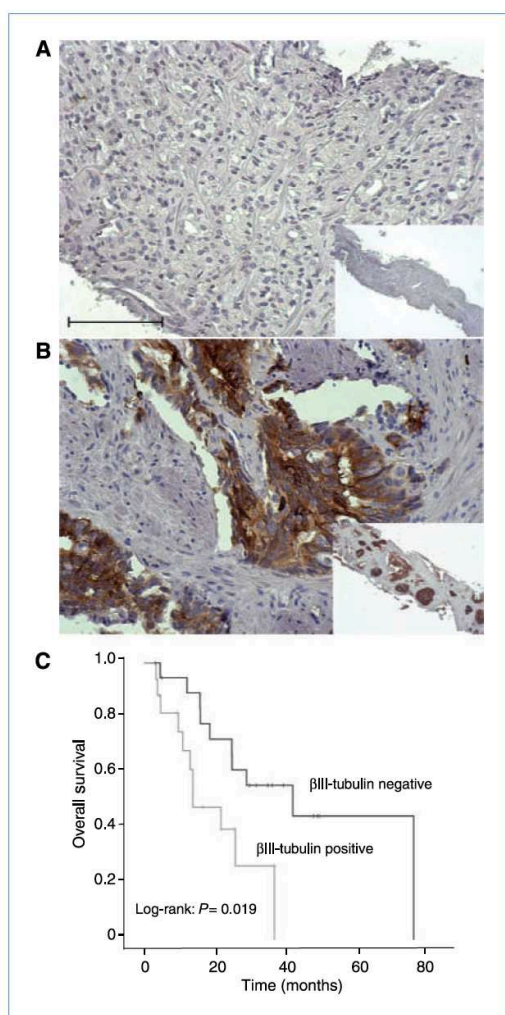 A
B
C
1.0
0.8
0.6
0.4
0.2
0
Overall survival
βIII-tubulin negative
βIII-tubulin positive
Log-rank: P= 0.019
0 20 40 60 80
Time (months)